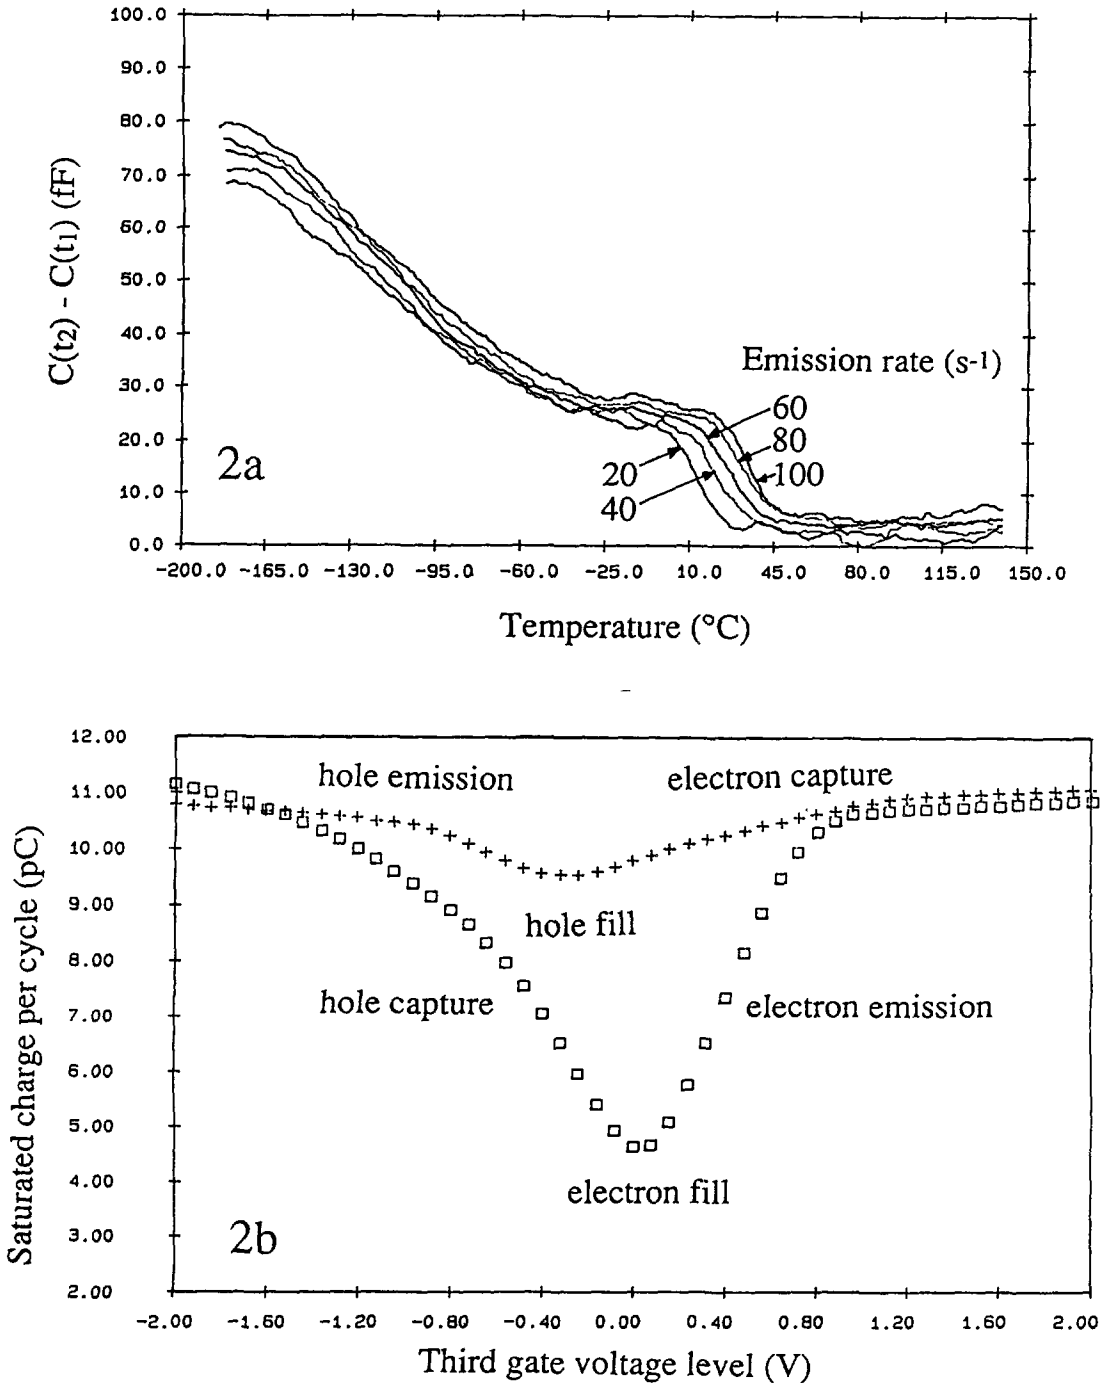 100.0
90.0
80.0
70.0
60.0
50.0
40.0
30.0
20.0
10.0
0.0
C(t2) - C(t1) (fF)
Emission rate (s-1)
60
80
100
20
40
2a
-200.0 -165.0 -130.0 -95.0 -60.0 -25.0 10.0 45.0 80.0 115.0 150.0
Temperature (°C)
12.00
11.00
10.00
9.00
8.00
7.00
6.00
5.00
4.00
3.00
2.00
Saturated charge per cycle (pC)
hole emission
electron capture
hole fill
hole capture
electron emission
electron fill
2b
-2.00 -1.60 -1.20 -0.80 -0.40 0.00 0.40 0.80 1.20 1.60 2.00
Third gate voltage level (V)